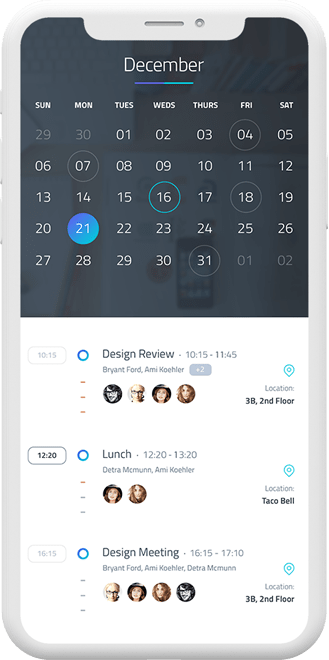 December
SUN MON TUES WEDS THURS FRI SAT
29 30 01 02 03 04 05
06 07 08 09 10 11 12
13 14 15 16 17 18 19
20 21 22 23 24 25 26
27 28 29 30 31 01 02
10:15 Design Review · 10:15 - 11:45
Bryant Ford, Ami Koehler +2
Location:
3B, 2nd Floor
12:20 Lunch · 12:20 - 13:20
Detra Mcmunn, Ami Koehler
Location:
Taco Bell
16:15 Design Meeting · 16:15 - 17:10
Bryant Ford, Ami Koehler, Detra Mcmunn
Location:
3B, 2nd Floor